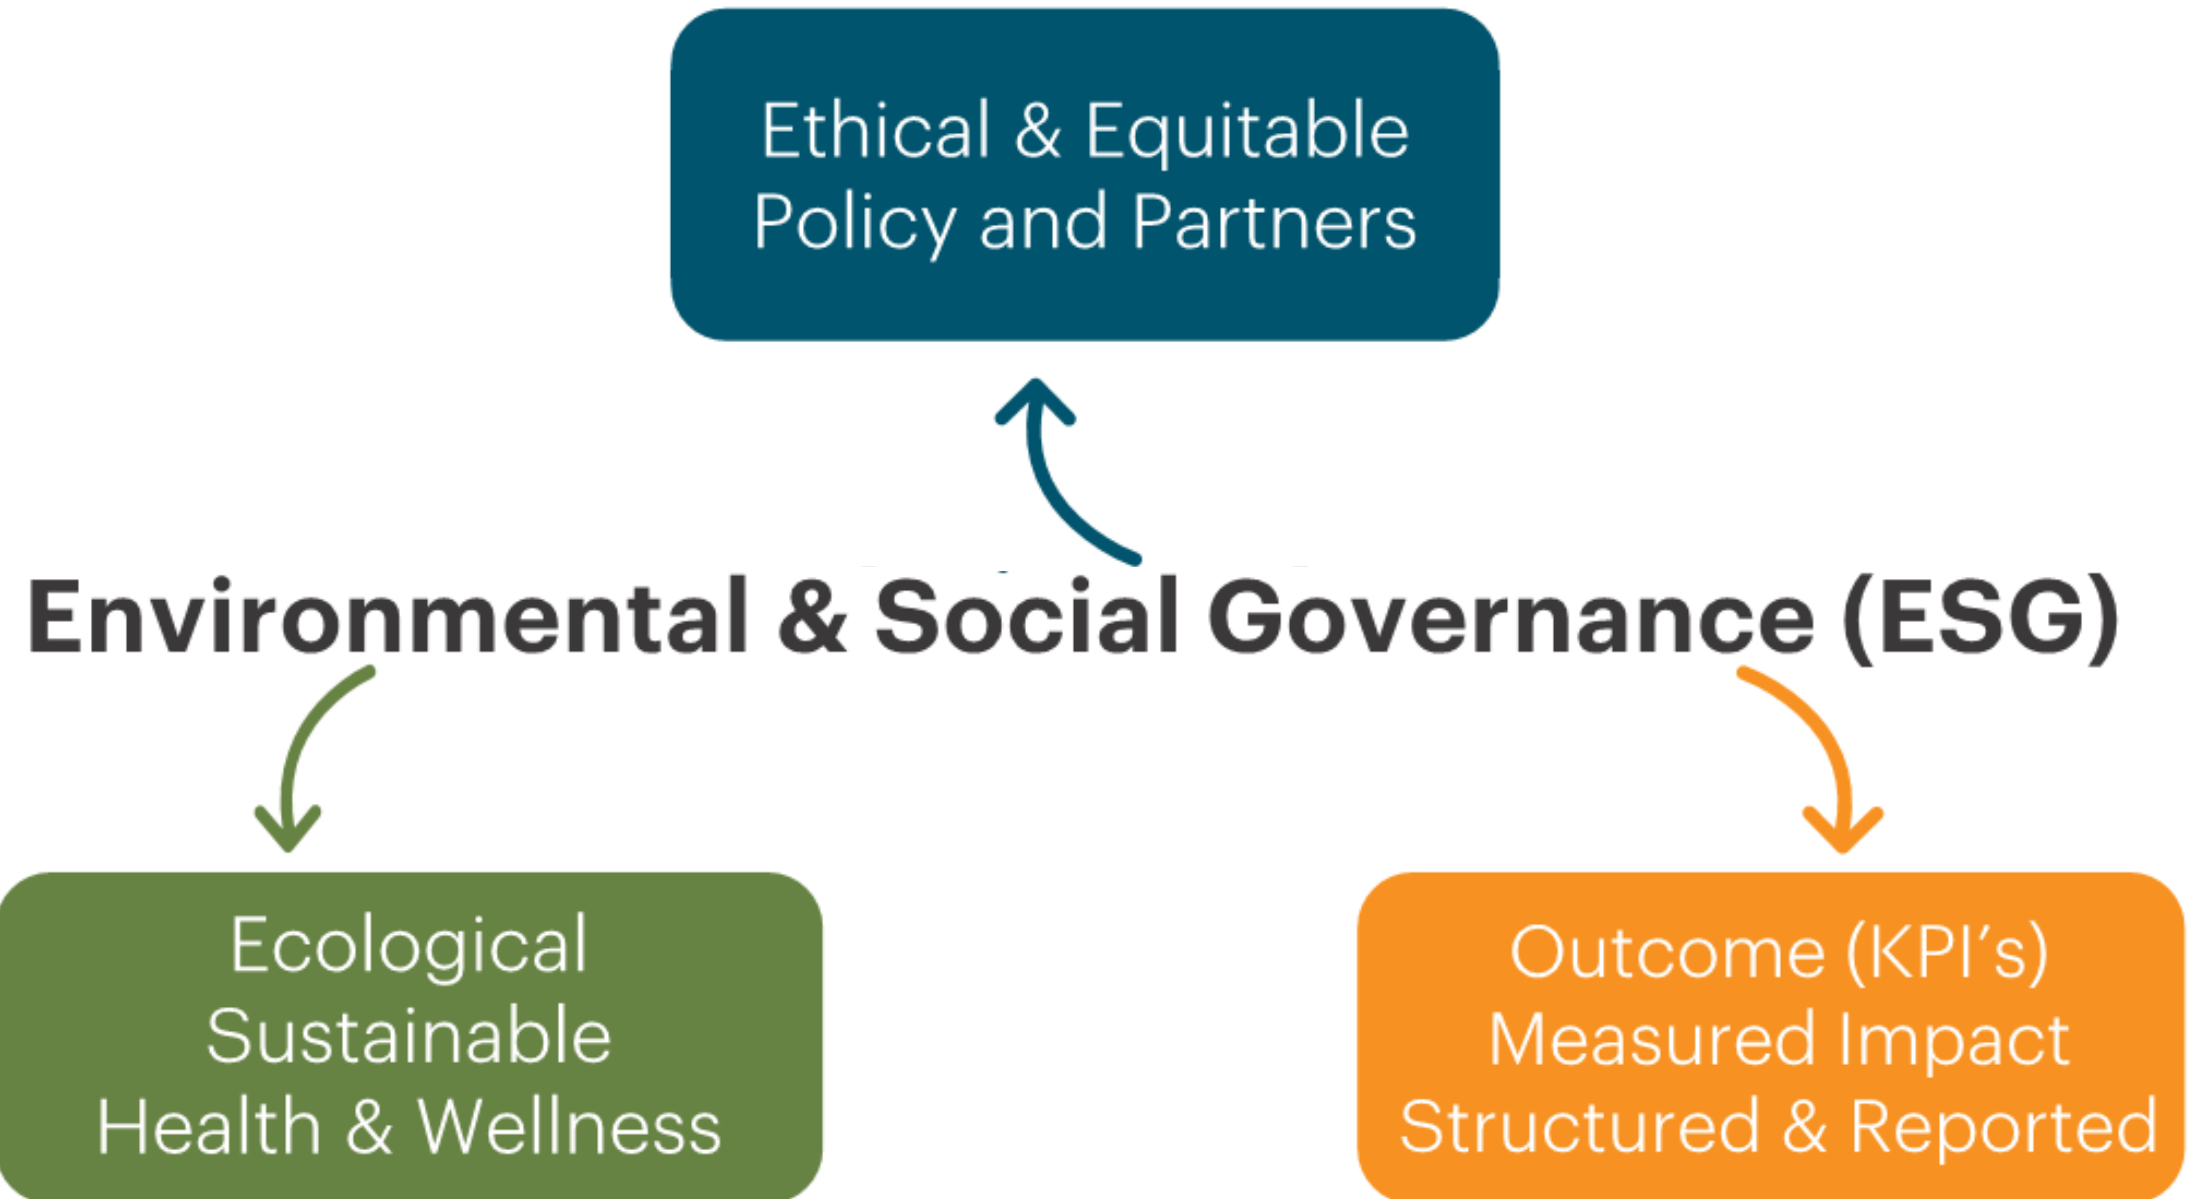 Ethical & Equitable
Policy and Partners
Environmental & Social Governance (ESG)
Ecological
Sustainable
Health & Wellness
Outcome (KPI’s)
Measured Impact
Structured & Reported